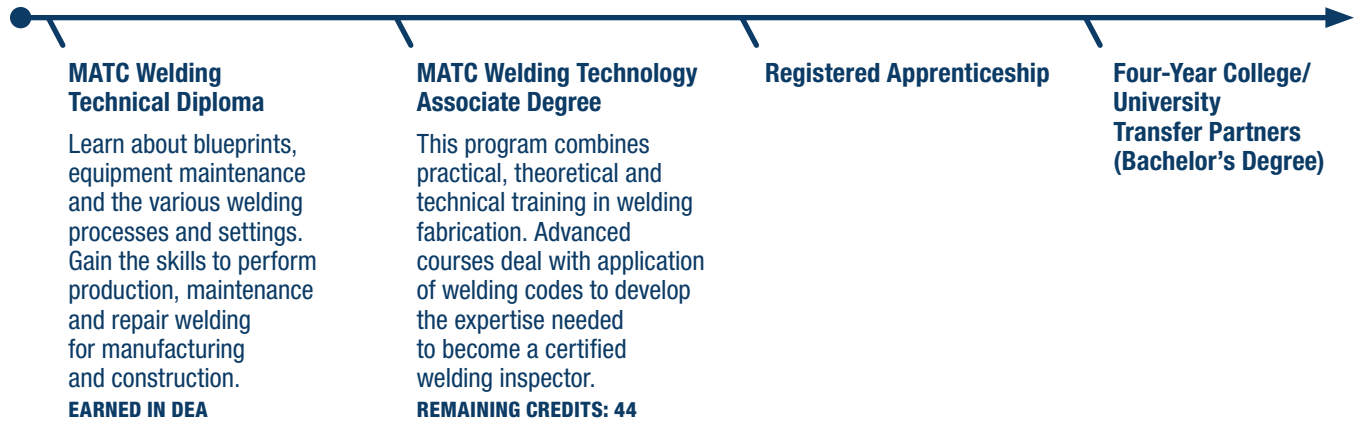 MATC Welding
Technical Diploma
Learn about blueprints,
equipment maintenance
and the various welding
processes and settings.
Gain the skills to perform
production, maintenance
and repair welding
for manufacturing
and construction.
EARNED IN DEA
MATC Welding Technology
Associate Degree
This program combines
practical, theoretical and
technical training in welding
fabrication. Advanced
courses deal with application
of welding codes to develop
the expertise needed
to become a certified
welding inspector.
REMAINING CREDITS: 44
Registered Apprenticeship
Four-Year College/
University
Transfer Partners
(Bachelor’s Degree)